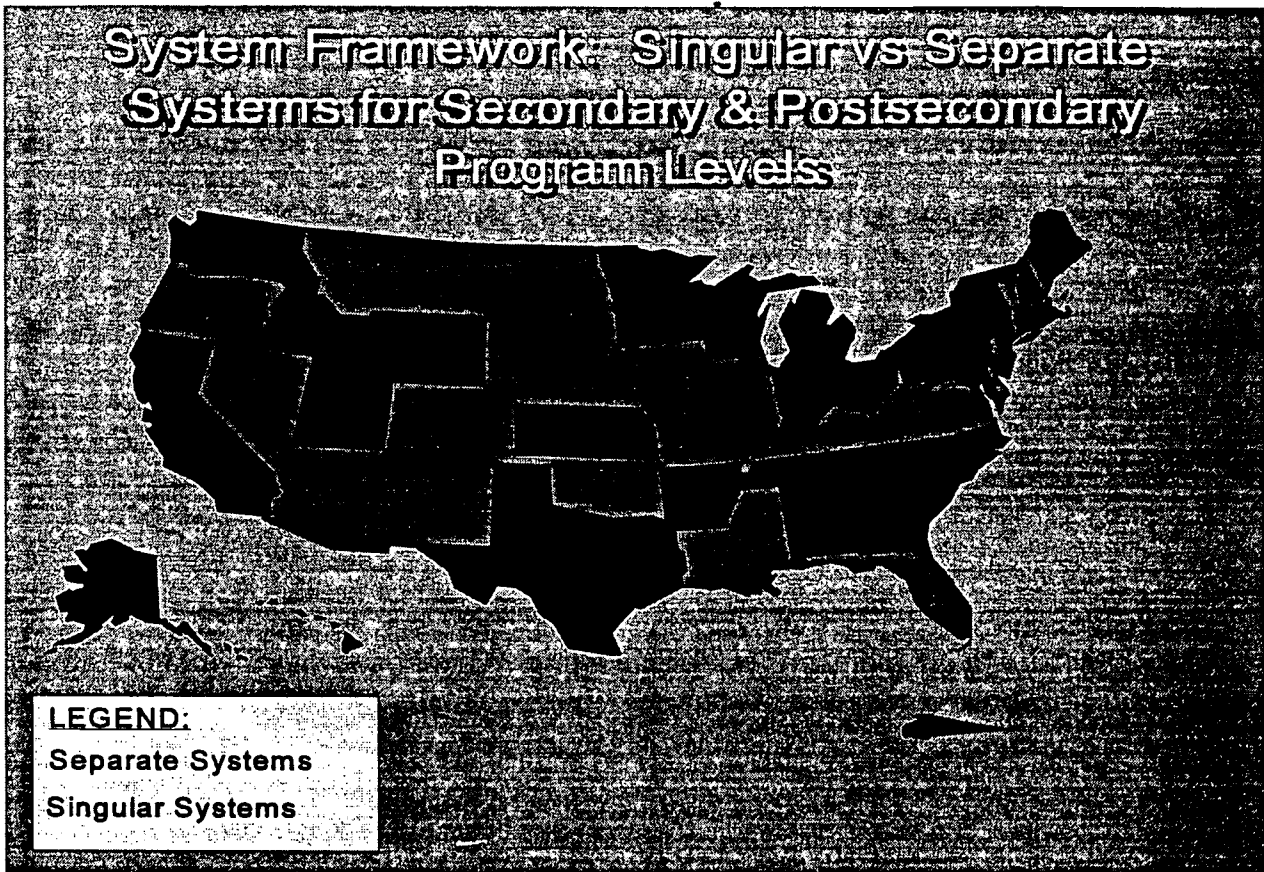 System Framework: Singular vs Separate
Systems for Secondary & Postsecondary
Program Levels
LEGEND:
Separate Systems
Singular Systems